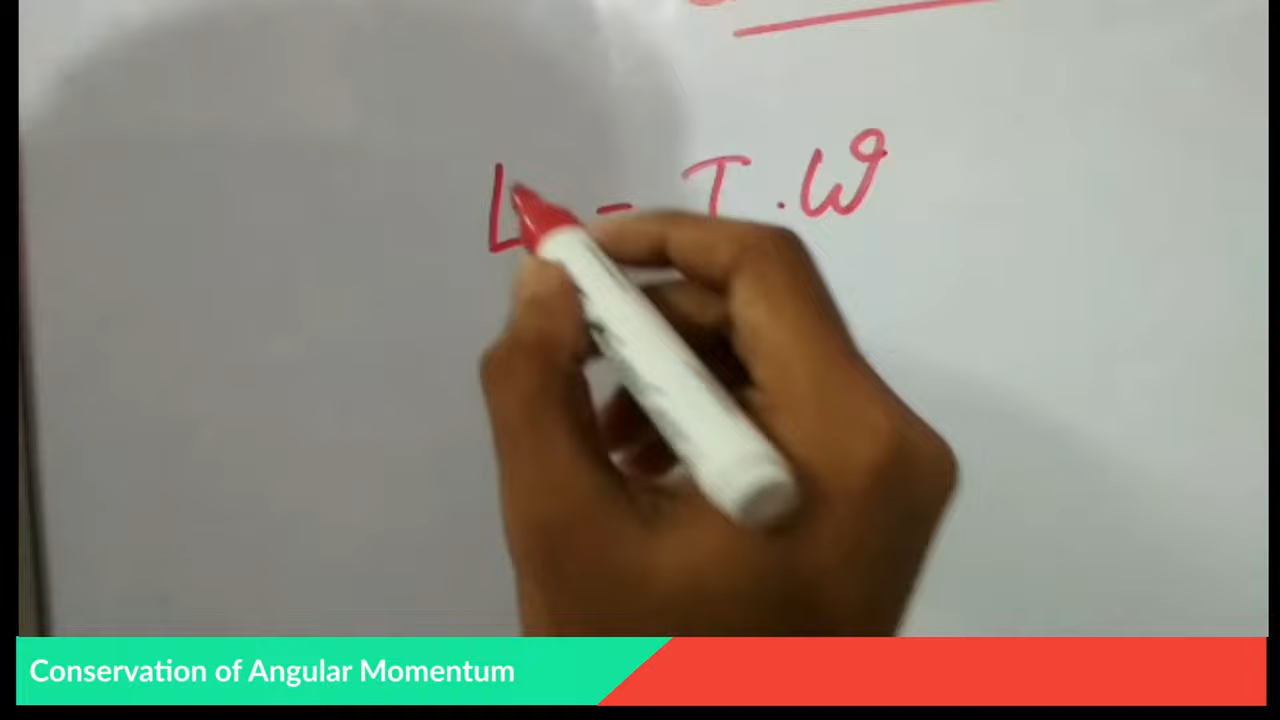 L = I . W
Conservation of Angular Momentum